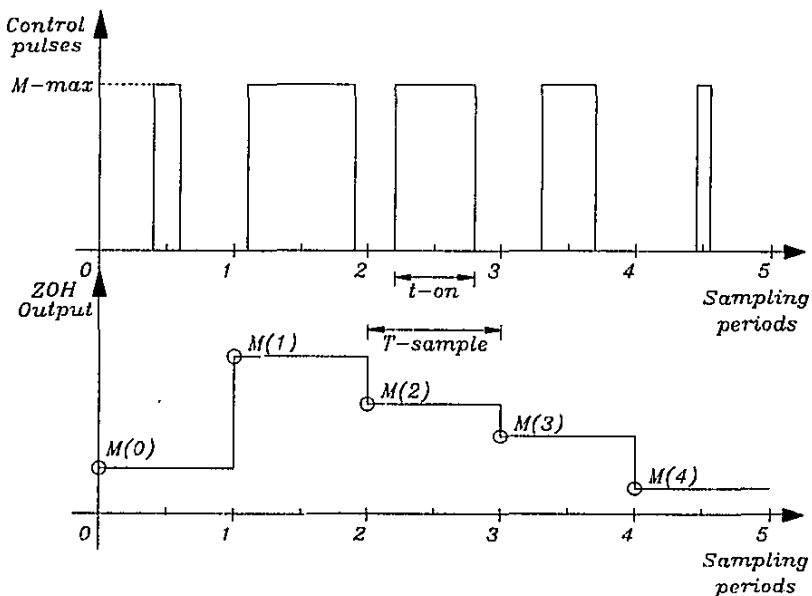 Control
pulses
M-max
0 1 2 3 4 5
t-on
Sampling
periods
ZOH
Output
T-sample
M(0)
M(1)
M(2)
M(3)
M(4)
0 1 2 3 4 5
Sampling
periods